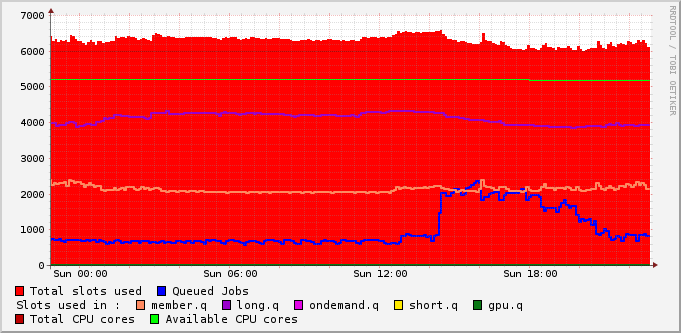 7000
6000
5000
4000
3000
2000
1000
0
Sun 00:00 Sun 06:00 Sun 12:00 Sun 18:00
Total slots used Queued Jobs
Slots used in : member.q long.q ondemand.q short.q gpu.q
Total CPU cores Available CPU cores
RRDTOOL / TOBI OETIKER